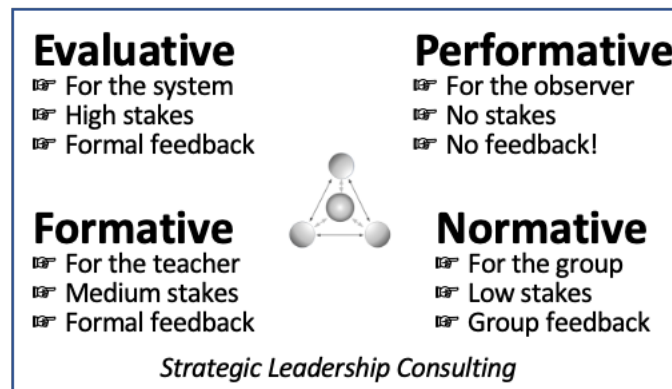 Evaluative
☞ For the system
☞ High stakes
☞ Formal feedback
Performative
☞ For the observer
☞ No stakes
☞ No feedback!
Formative
☞ For the teacher
☞ Medium stakes
☞ Formal feedback
Normative
☞ For the group
☞ Low stakes
☞ Group feedback
Strategic Leadership Consulting